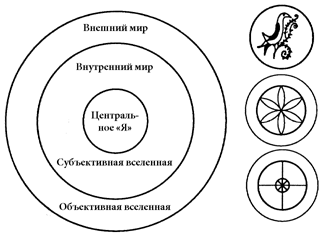 Внешний мир
Внутренний мир
Централь-
ное «Я»
Субъективная вселенная
Объективная вселенная